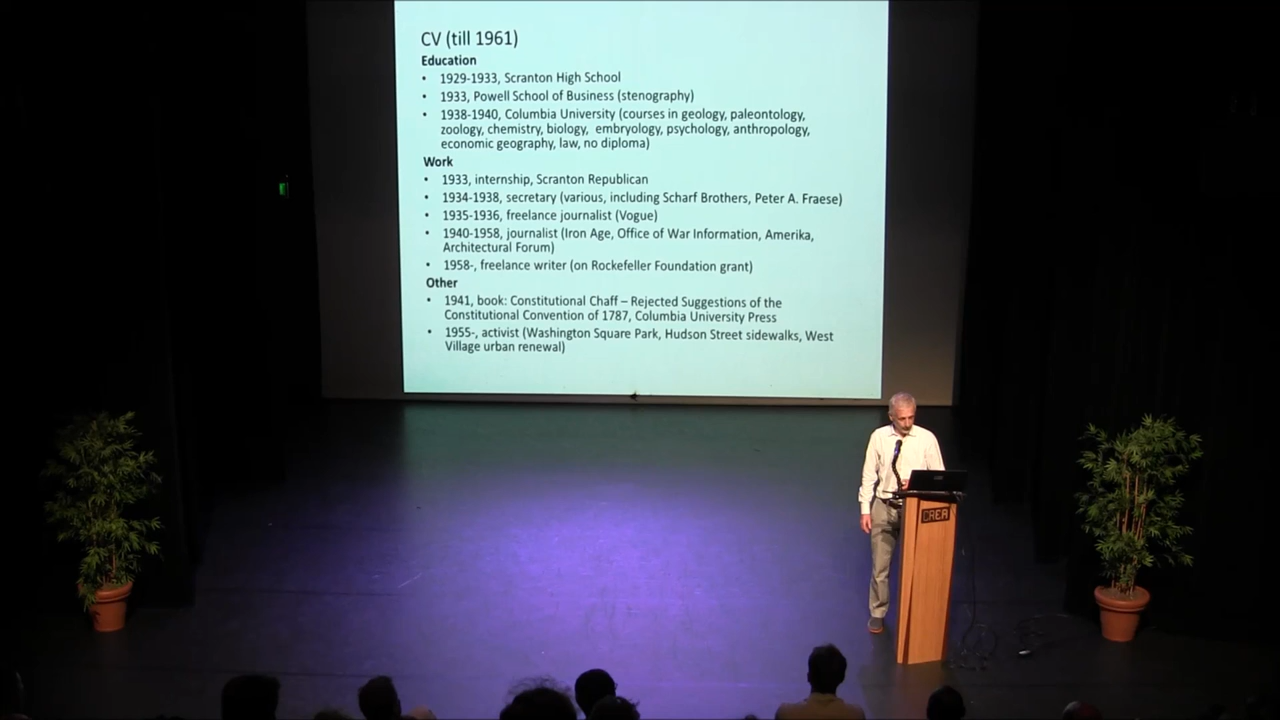 CV (till 1961)
Education
• 1929-1933, Scranton High School
• 1933, Powell School of Business (stenography)
• 1938-1940, Columbia University (courses in geology, paleontology,
zoology, chemistry, biology, embryology, psychology, anthropology,
economic geography, law, no diploma)
Work
• 1933, internship, Scranton Republican
• 1934-1938, secretary (various, including Scharf Brothers, Peter A. Fraese)
• 1935-1936, freelance journalist (Vogue)
• 1940-1958, journalist (Iron Age, Office of War Information, Amerika,
Architectural Forum)
• 1958-, freelance writer (on Rockefeller Foundation grant)
Other
• 1941, book: Constitutional Chaff – Rejected Suggestions of the
Constitutional Convention of 1787, Columbia University Press
• 1955-, activist (Washington Square Park, Hudson Street sidewalks, West
Village urban renewal)
CREA